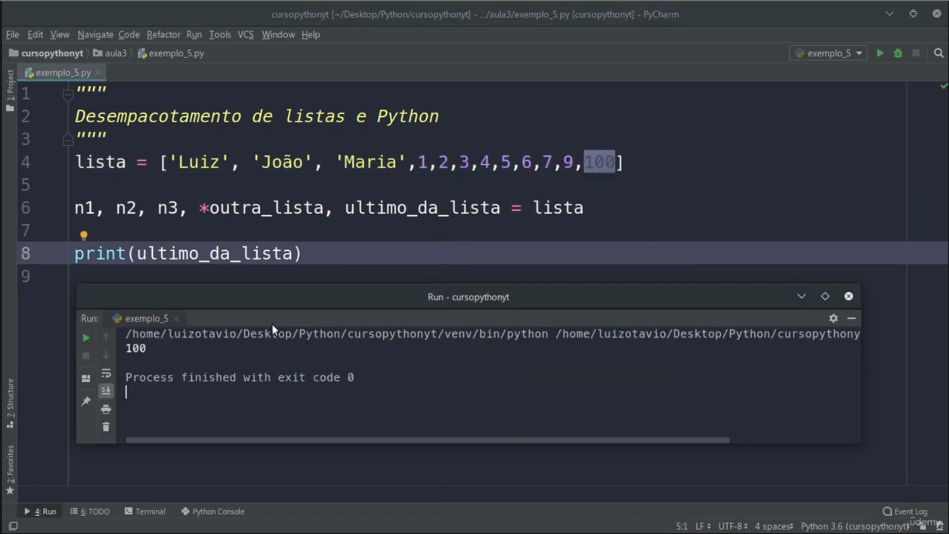 cursopythonyt [~/Desktop/Python/cursopythonyt] - .../aula3/exemplo_5.py [cursopythonyt] - PyCharm
File Edit View Navigate Code Refactor Run Tools VCS Window Help
cursopythonyt aula3 exemplo_5.py exemplo_5
exemplo_5.py
1: Project
1 """
2 Desempacotamento de listas e Python
3 """
4 lista = ['Luiz', 'João', 'Maria',1,2,3,4,5,6,7,9,100]
5
6 n1, n2, n3, *outra_lista, ultimo_da_lista = lista
7
8 print(ultimo_da_lista)
9
Run - cursopythonyt
Run: exemplo_5
/home/luizotavio/Desktop/Python/cursopythonyt/venv/bin/python /home/luizotavio/Desktop/Python/cursopythony
100
Process finished with exit code 0
7: Structure
2: Favorites
4: Run 6: TODO Terminal Python Console Event Log
5:1 LF UTF-8 4 spaces Python 3.6 (cursopythonyt)
ûdemy